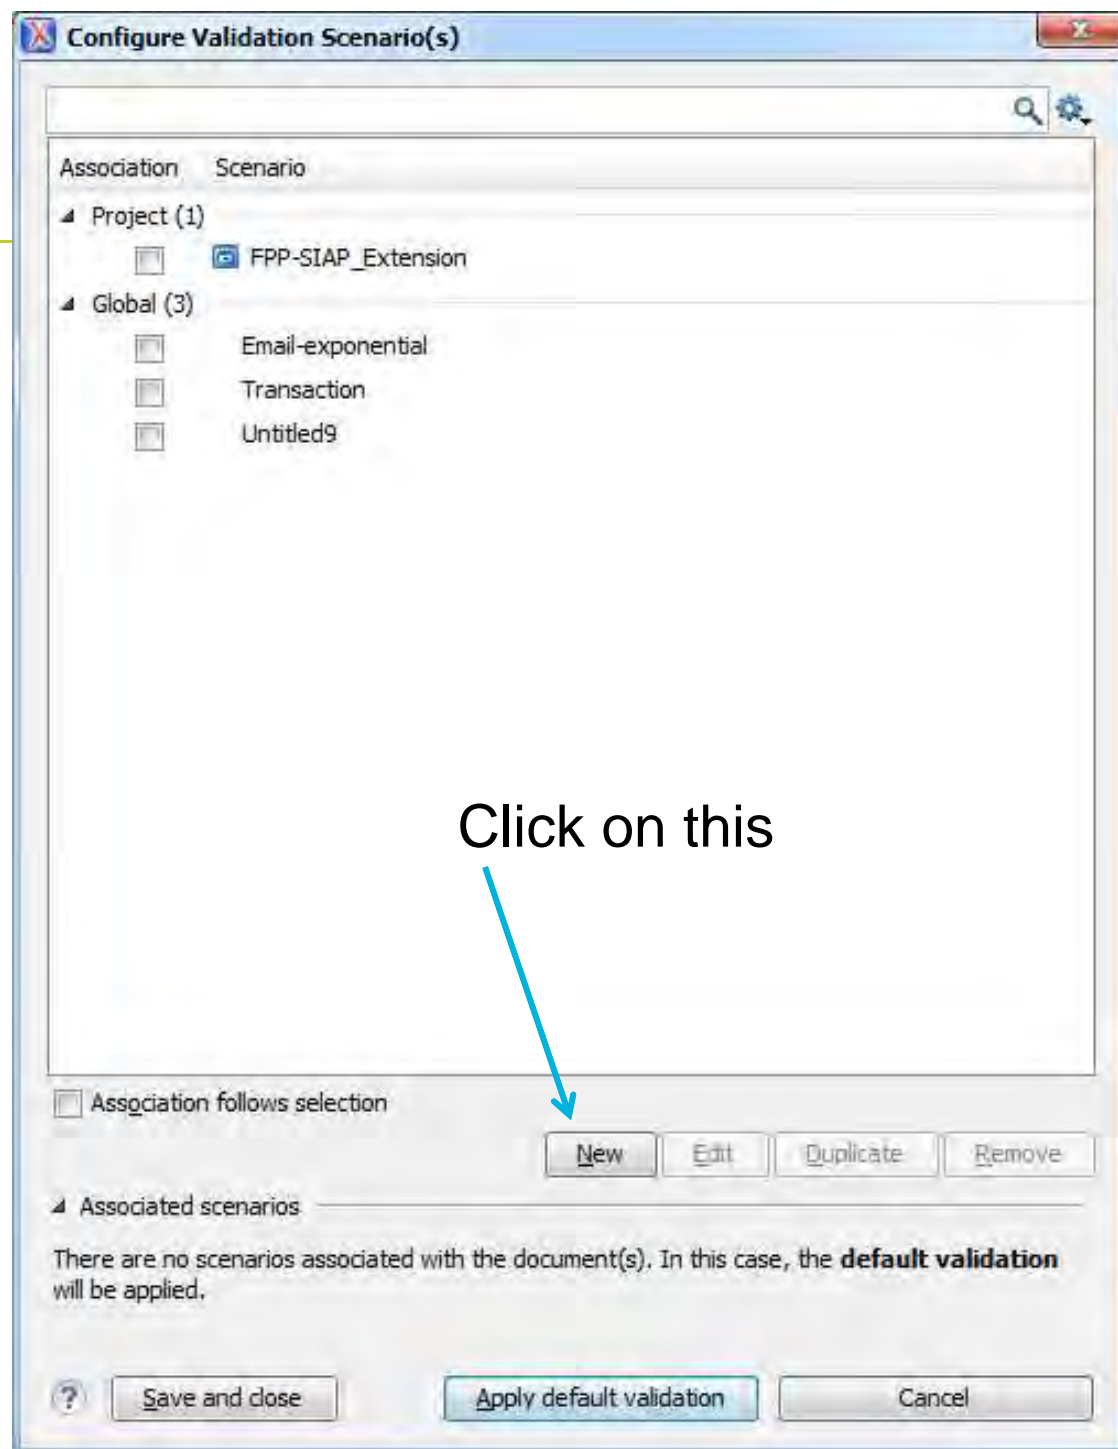 Configure Validation Scenario(s)
Association Scenario
Project (1)
FPP-SIAP_Extension
Global (3)
Email-exponential
Transaction
Untitled9
Click on this
Association follows selection
New Edit Duplicate Remove
Associated scenarios
There are no scenarios associated with the document(s). In this case, the default validation
will be applied.
? Save and close Apply default validation Cancel